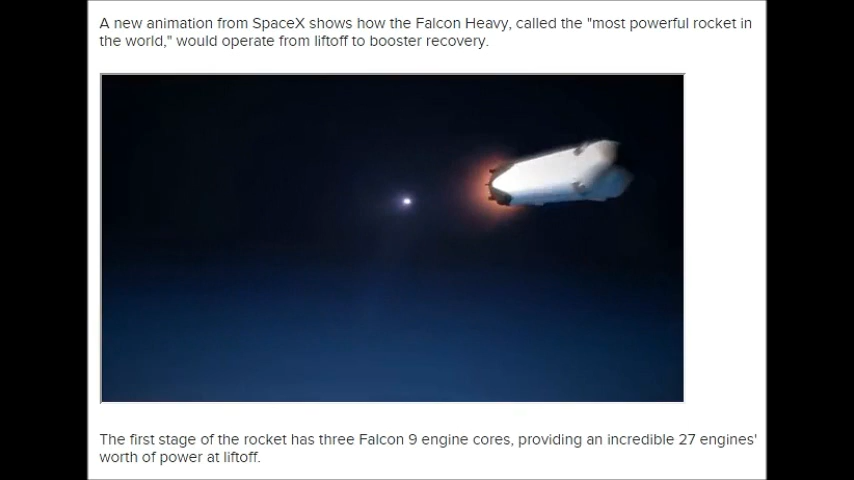 A new animation from SpaceX shows how the Falcon Heavy, called the "most powerful rocket in
the world," would operate from liftoff to booster recovery.
The first stage of the rocket has three Falcon 9 engine cores, providing an incredible 27 engines'
worth of power at liftoff.